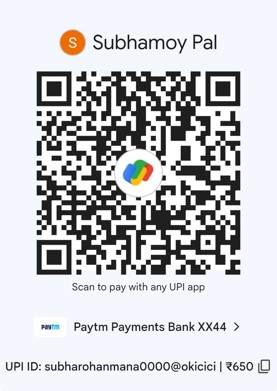 S Subhamoy Pal
Scan to pay with any UPI app
paytm Paytm Payments Bank XX44
UPI ID: subharohanmana0000@okicici | ₹650